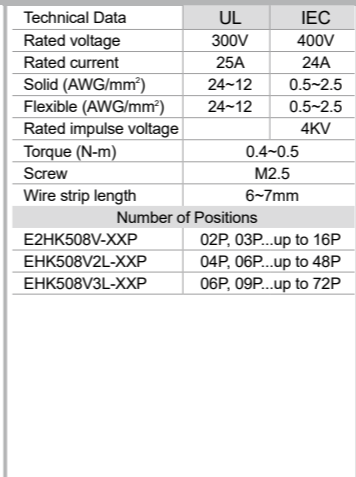 Technical Data UL IEC
Rated voltage 300V 400V
Rated current 25A 24A
Solid (AWG/mm²) 24~12 0.5~2.5
Flexible (AWG/mm²) 24~12 0.5~2.5
Rated impulse voltage 4KV
Torque (N-m) 0.4~0.5
Screw M2.5
Wire strip length 6~7mm
Number of Positions
E2HK508V-XXP 02P, 03P...up to 16P
EHK508V2L-XXP 04P, 06P...up to 48P
EHK508V3L-XXP 06P, 09P...up to 72P